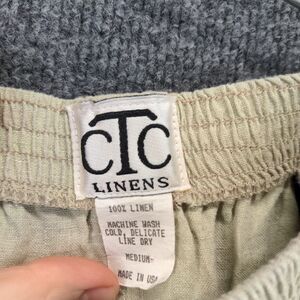 CTC
LINENS
100% LINEN
MACHINE WASH
COLD, DELICATE
LINE DRY
MEDIUM-
MADE IN USA